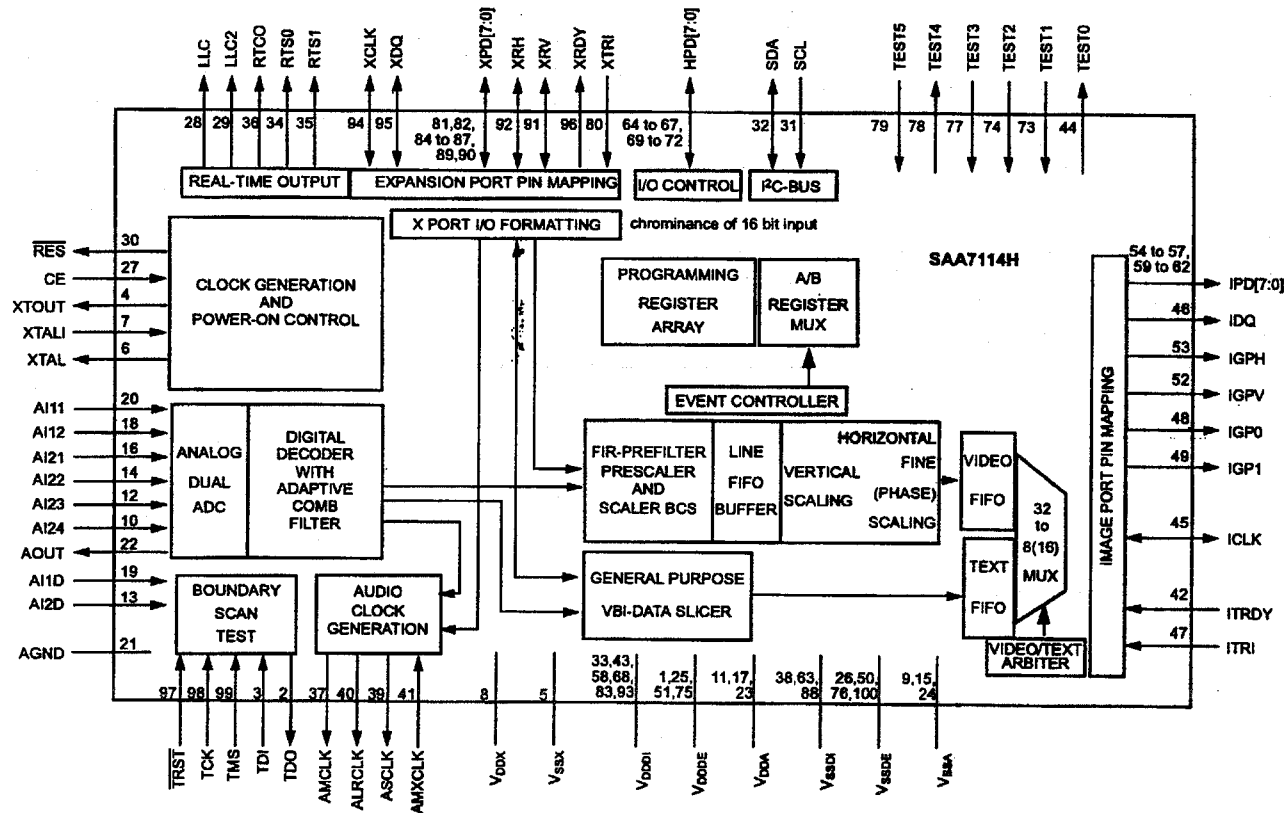 LLC
LLC2
RTCO
RTS0
RTS1
XCLK
XDQ
XPD[7:0]
XRH
XRV
XRDY
XTRI
HPD[7:0]
SDA
SCL
TEST5
TEST4
TEST3
TEST2
TEST1
TEST0
28
29
36
34
35
94
95
81,82,
84 to 87,
89,90
92
91
96
80
64 to 67,
69 to 72
32
31
79
78
77
74
73
44
REAL-TIME OUTPUT
EXPANSION PORT PIN MAPPING
I/O CONTROL
I²C-BUS
X PORT I/O FORMATTING
chrominance of 16 bit input
SAA7114H
RES
30
CE
27
XTOUT
4
XTALI
7
XTAL
6
CLOCK GENERATION
AND
POWER-ON CONTROL
PROGRAMMING
REGISTER
ARRAY
A/B
REGISTER
MUX
EVENT CONTROLLER
AI11
20
AI12
18
AI21
16
AI22
14
AI23
12
AI24
10
AOUT
22
AI1D
19
AI2D
13
AGND
21
ANALOG
DUAL
ADC
DIGITAL
DECODER
WITH
ADAPTIVE
COMB
FILTER
FIR-PREFILTER
PRESCALER
AND
SCALER BCS
LINE
FIFO
BUFFER
VERTICAL
SCALING
HORIZONTAL
FINE
(PHASE)
SCALING
VIDEO
FIFO
TEXT
FIFO
32
to
8(16)
MUX
VIDEO/TEXT
ARBITER
IMAGE PORT PIN MAPPING
54 to 57,
59 to 62
IPD[7:0]
46
IDQ
53
IGPH
52
IGPV
48
IGP0
49
IGP1
45
ICLK
42
ITRDY
47
ITRI
BOUNDARY
SCAN
TEST
AUDIO
CLOCK
GENERATION
GENERAL PURPOSE
VBI-DATA SLICER
97
98
99
3
2
37
40
39
41
8
5
33,43,
58,68,
83,93
1,25,
51,75
11,17,
23
38,63,
88
26,50,
76,100
9,15,
24
TRST
TCK
TMS
TDI
TDO
AMCLK
ALRCLK
ASCLK
AMXCLK
VDDX
VSSX
VDDDI
VDDDE
VDDA
VSSDI
VSSDE
VSSA